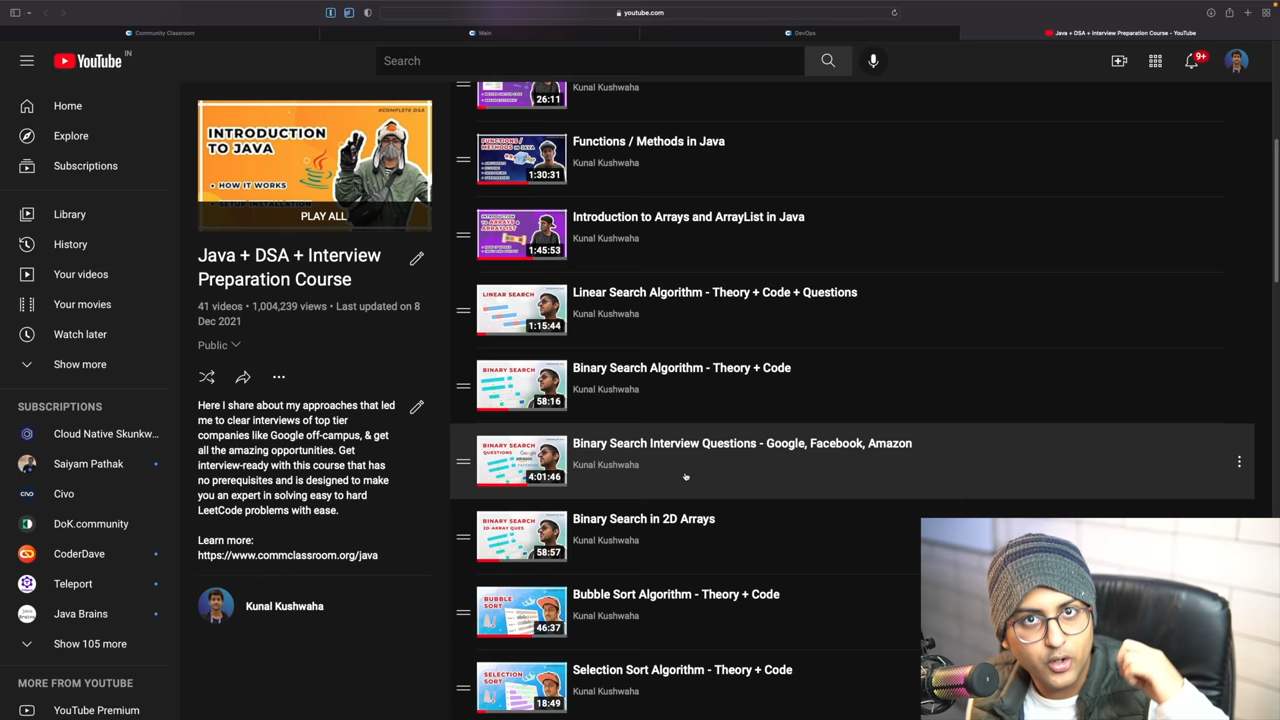 youtube.com
Community Classroom
Main
DevOps
Java + DSA + Interview Preparation Course - YouTube
YouTube IN
Search
9+
Home
Explore
Subscriptions
Library
History
Your videos
Your movies
Watch later
Show more
SUBSCRIPTIONS
Cloud Native Skunkw...
Saiyam Pathak
Civo
DoK.community
CoderDave
Teleport
Java Brains
Show 105 more
MORE FROM YOUTUBE
YouTube Premium
#COMPLETE DSA
INTRODUCTION
TO JAVA
• HOW IT WORKS
PLAY ALL
Java + DSA + Interview
Preparation Course
41 videos • 1,004,239 views • Last updated on 8
Dec 2021
Public
Here I share about my approaches that led
me to clear interviews of top tier
companies like Google off-campus, & get
all the amazing opportunities. Get
interview-ready with this course that has
no prerequisites and is designed to make
you an expert in solving easy to hard
LeetCode problems with ease.
Learn more:
https://www.commclassroom.org/java
Kunal Kushwaha
26:11
Kunal Kushwaha
1:30:31
Functions / Methods in Java
Kunal Kushwaha
1:45:53
Introduction to Arrays and ArrayList in Java
Kunal Kushwaha
LINEAR SEARCH
1:15:44
Linear Search Algorithm - Theory + Code + Questions
Kunal Kushwaha
BINARY SEARCH
58:16
Binary Search Algorithm - Theory + Code
Kunal Kushwaha
BINARY SEARCH
QUESTIONS
4:01:46
Binary Search Interview Questions - Google, Facebook, Amazon
Kunal Kushwaha
BINARY SEARCH
2D-ARRAY QUES
58:57
Binary Search in 2D Arrays
Kunal Kushwaha
BUBBLE
SORT
46:37
Bubble Sort Algorithm - Theory + Code
Kunal Kushwaha
SELECTION
SORT
18:49
Selection Sort Algorithm - Theory + Code
Kunal Kushwaha